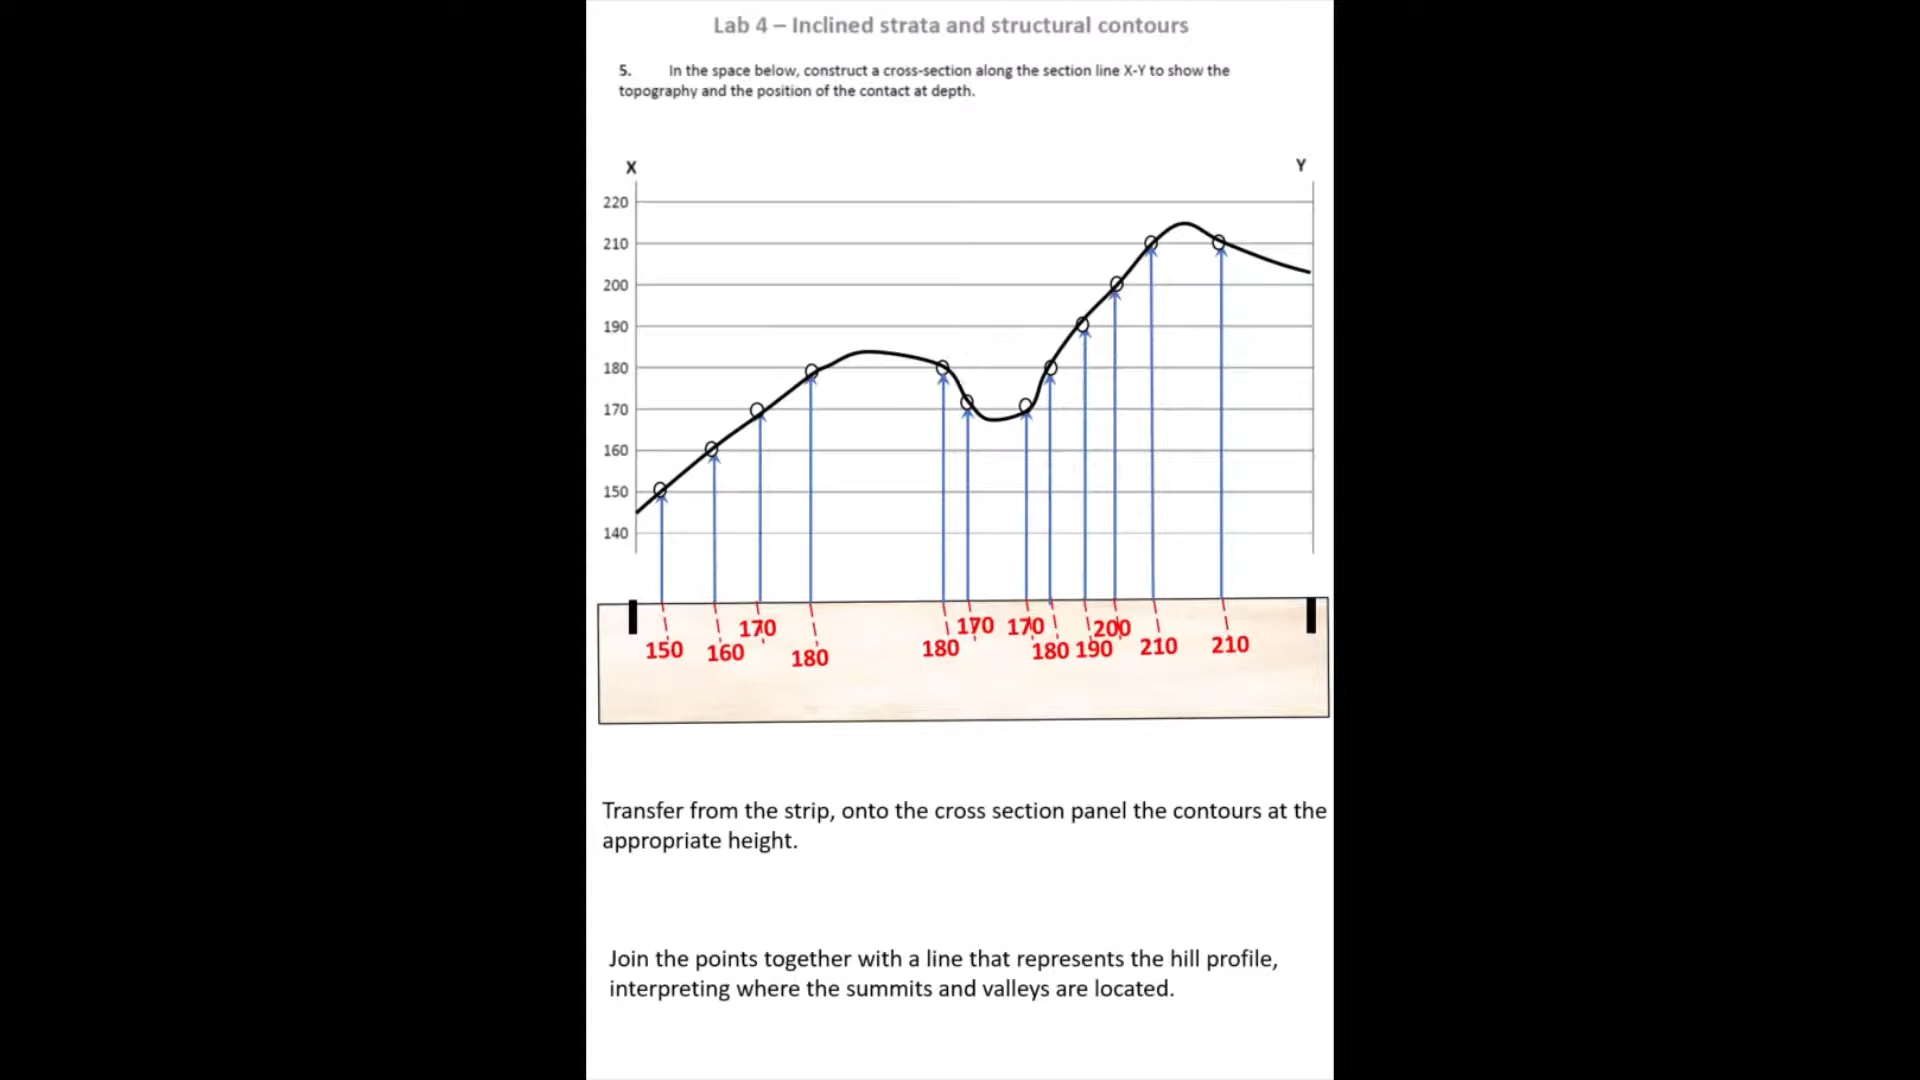 Lab 4 – Inclined strata and structural contours
5. In the space below, construct a cross-section along the section line X-Y to show the
topography and the position of the contact at depth.
X Y
220
210
200
190
180
170
160
150
140
170 170 170 200
150 160 180 180 180 190 210 210
Transfer from the strip, onto the cross section panel the contours at the
appropriate height.
Join the points together with a line that represents the hill profile,
interpreting where the summits and valleys are located.